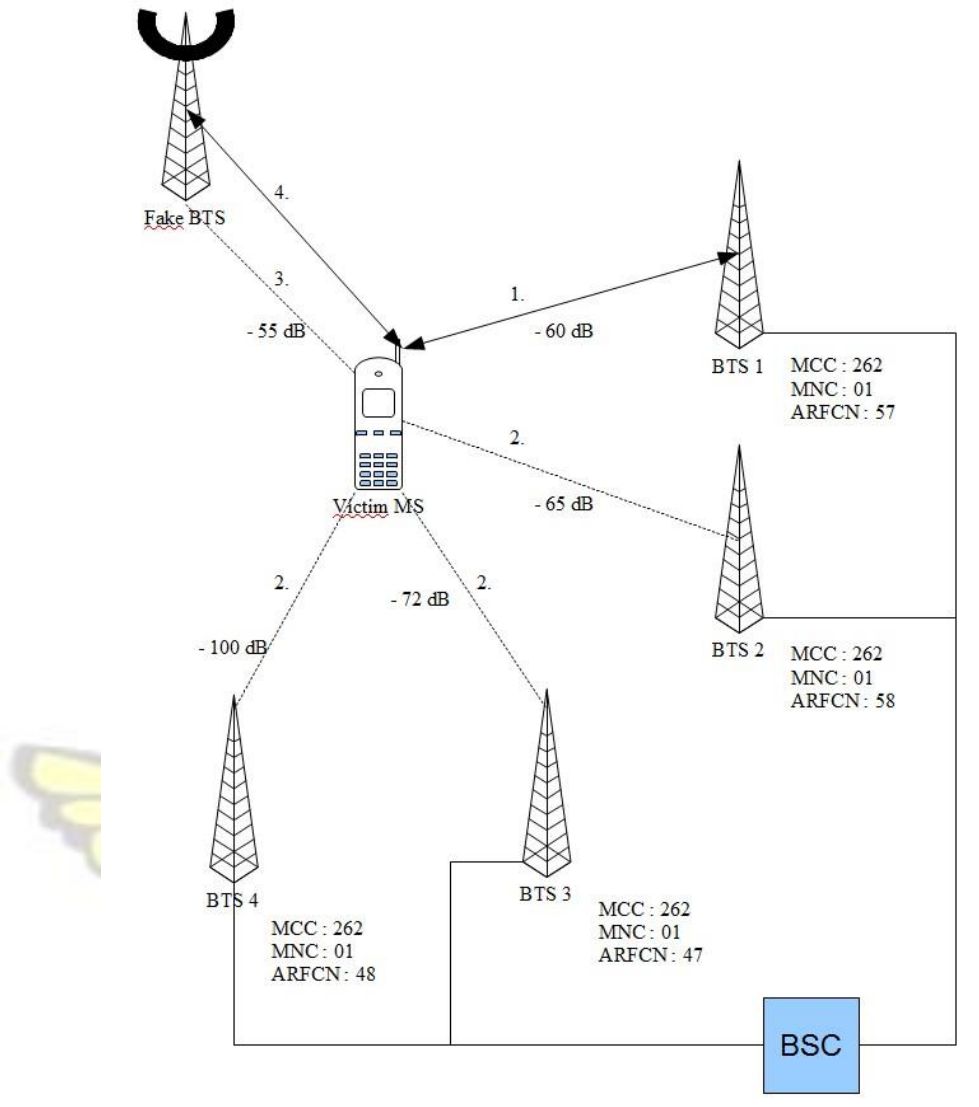 4.
Fake BTS
3.
- 55 dB
1.
- 60 dB
BTS 1
MCC : 262
MNC : 01
ARFCN : 57
2.
- 65 dB
Victim MS
2.
- 72 dB
2.
- 100 dB
BTS 2
MCC : 262
MNC : 01
ARFCN : 58
BTS 4
MCC : 262
MNC : 01
ARFCN : 48
BTS 3
MCC : 262
MNC : 01
ARFCN : 47
BSC